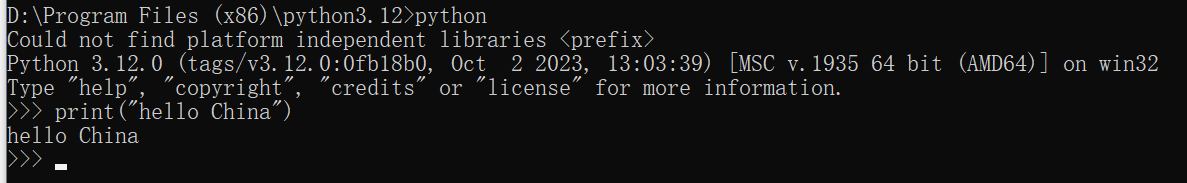 D:\Program Files (x86)\python3.12>python
Could not find platform independent libraries <prefix>
Python 3.12.0 (tags/v3.12.0:0fb18b0, Oct  2 2023, 13:03:39) [MSC v.1935 64 bit (AMD64)] on win32
Type "help", "copyright", "credits" or "license" for more information.
>>> print("hello China")
hello China
>>>